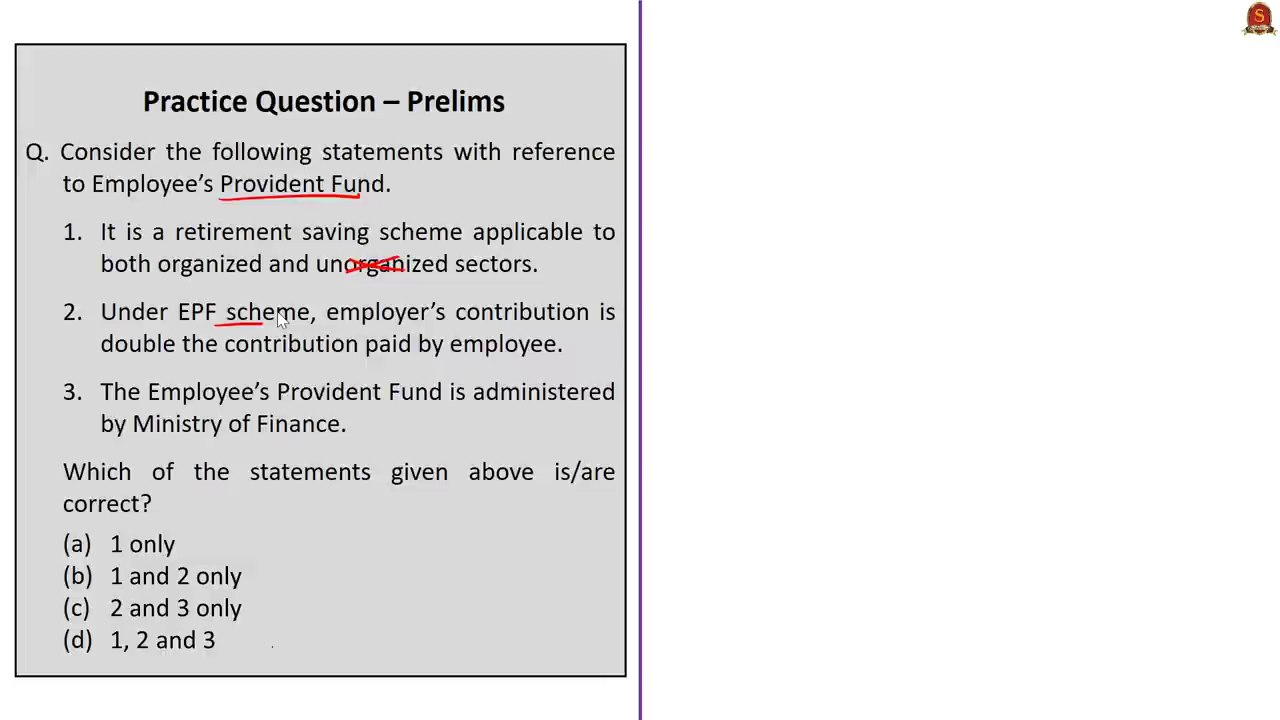 Practice Question – Prelims
Q. Consider the following statements with reference
to Employee's Provident Fund.
1. It is a retirement saving scheme applicable to
both organized and unorganized sectors.
2. Under EPF scheme, employer's contribution is
double the contribution paid by employee.
3. The Employee's Provident Fund is administered
by Ministry of Finance.
Which of the statements given above is/are
correct?
(a) 1 only
(b) 1 and 2 only
(c) 2 and 3 only
(d) 1, 2 and 3
S